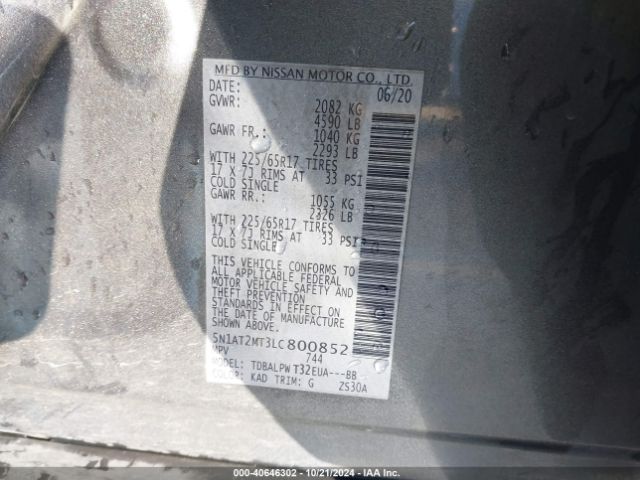 MFD BY NISSAN MOTOR CO., LTD.
DATE: 06/20
GVWR: 2082 KG
4590 LB
GAWR FR.: 1040 KG
2293 LB
WITH 225/65R17 TIRES
17 X 7J RIMS AT 33 PSI
COLD SINGLE
GAWR RR.: 1055 KG
2326 LB
WITH 225/65R17 TIRES
17 X 7J RIMS AT 33 PSI
COLD SINGLE
THIS VEHICLE CONFORMS TO
ALL APPLICABLE FEDERAL
MOTOR VEHICLE SAFETY AND
THEFT PREVENTION
STANDARDS IN EFFECT ON
THE DATE OF MANUFACTURE
SHOWN ABOVE.
5N1AT2MT3LC800852
MPV 744
MODEL: TDBALPWT32EUA---BB
COLOR: KAD TRIM: G ZS30A
000-40646302 - 10/21/2024 - IAA Inc.